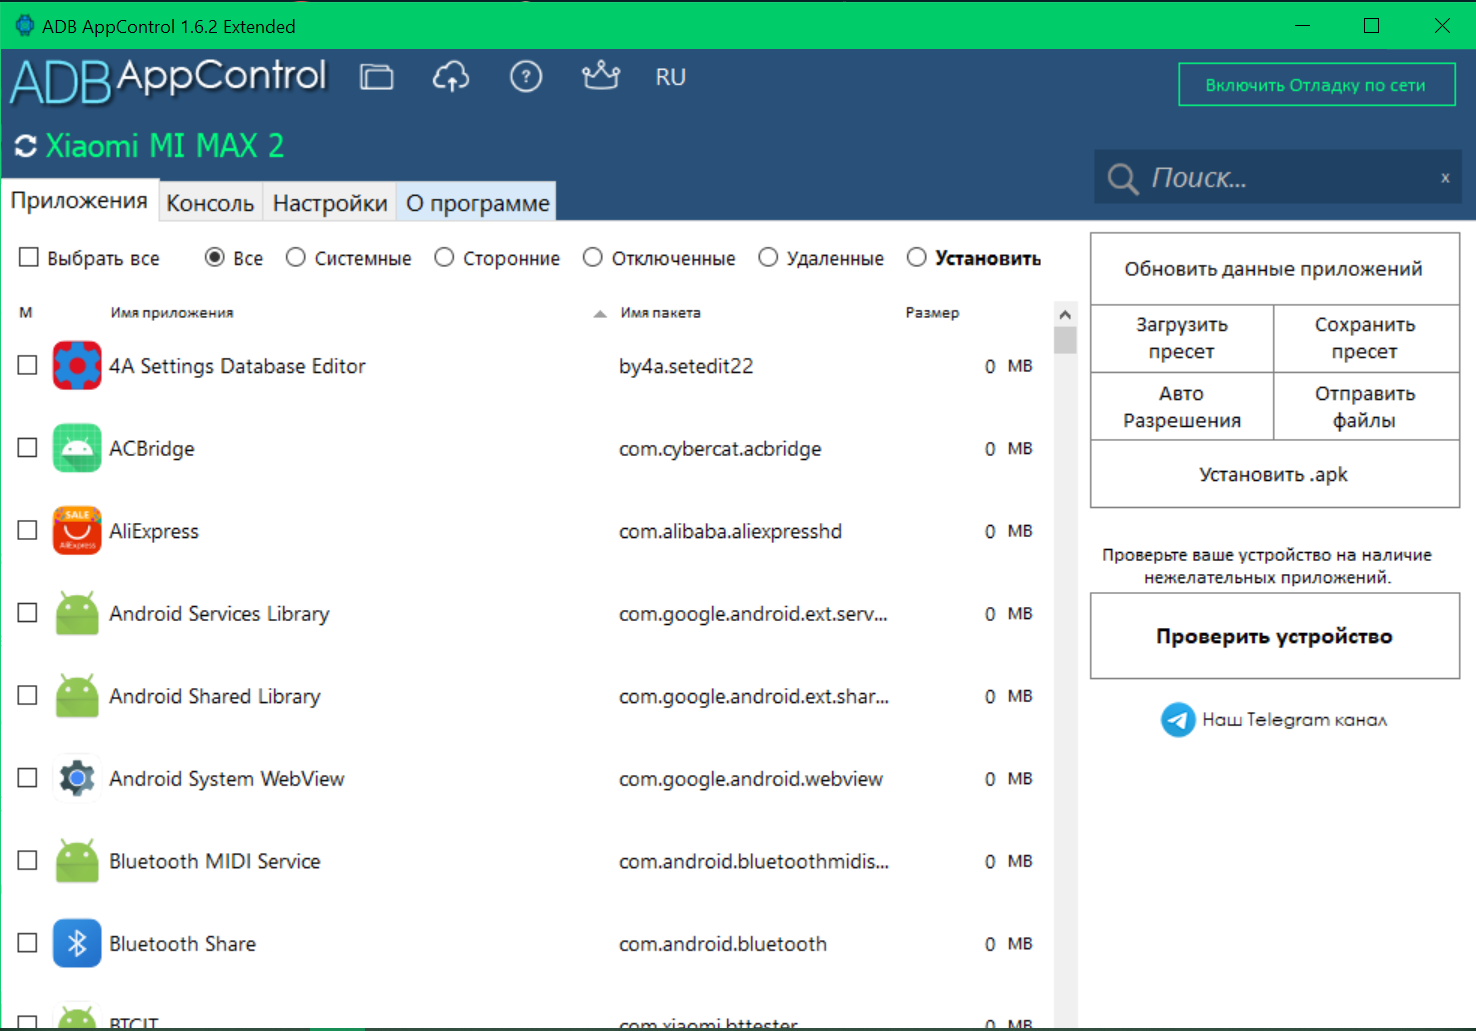 ADB AppControl 1.6.2 Extended
ADB AppControl RU
Включить Отладку по сети
Xiaomi MI MAX 2
Поиск... x
Приложения Консоль Настройки О программе
Выбрать все Все Системные Сторонние Отключенные Удаленные Установить
М Имя приложения Имя пакета Размер
4A Settings Database Editor by4a.setedit22 0 MB
ACBridge com.cybercat.acbridge 0 MB
SALE
AliExpress
AliExpress com.alibaba.aliexpresshd 0 MB
Android Services Library com.google.android.ext.serv... 0 MB
Android Shared Library com.google.android.ext.shar... 0 MB
Android System WebView com.google.android.webview 0 MB
Bluetooth MIDI Service com.android.bluetoothmidis... 0 MB
Bluetooth Share com.android.bluetooth 0 MB
BTCIT com.xiaomi.bttester 0 MB
Обновить данные приложений
Загрузить
пресет
Сохранить
пресет
Авто
Разрешения
Отправить
файлы
Установить .apk
Проверьте ваше устройство на наличие
нежелательных приложений.
Проверить устройство
Наш Telegram канал